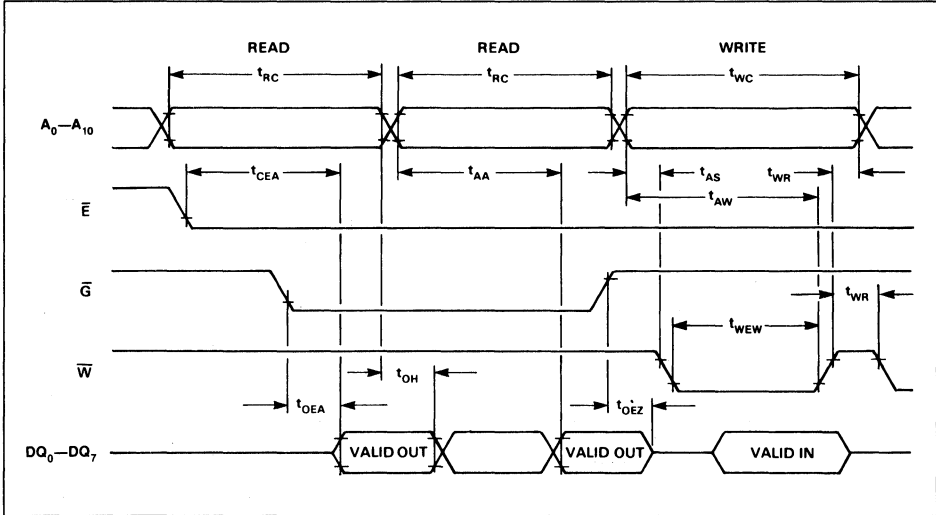 READ READ WRITE
tRC tRC tWC
A0—A10
tCEA tAA tAS tWR
tAW
E̅
G̅
tWR
tWEW
W̅
tOH
tOEA tOEZ
DQ0—DQ7 VALID OUT VALID OUT VALID IN